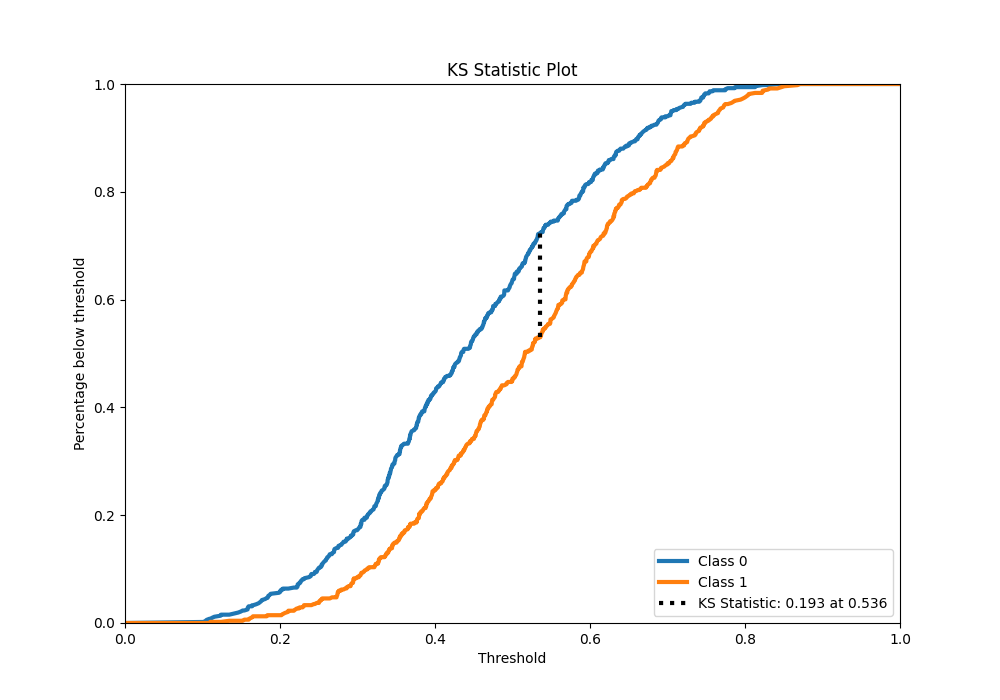 KS Statistic Plot
1.0
0.8
0.6
0.4
0.2
0.0
Percentage below threshold
0.0 0.2 0.4 0.6 0.8 1.0
Threshold
Class 0
Class 1
KS Statistic: 0.193 at 0.536